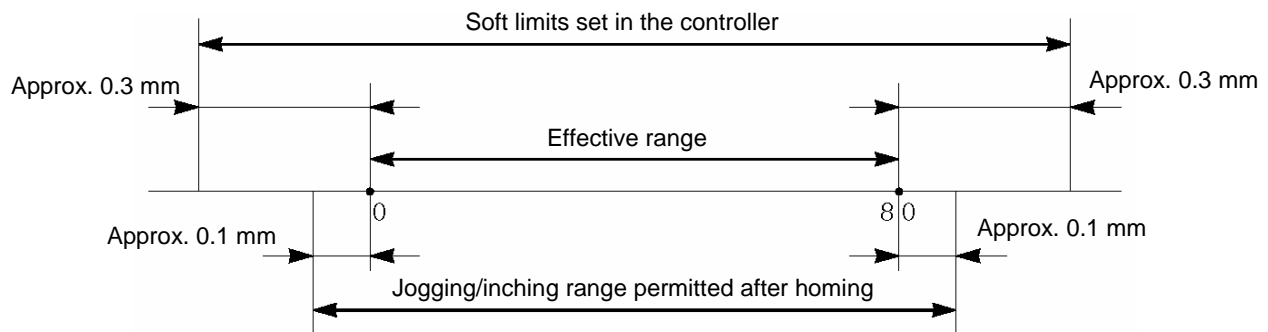 Soft limits set in the controller
Approx. 0.3 mm
Approx. 0.3 mm
Effective range
0
80
Approx. 0.1 mm
Approx. 0.1 mm
Jogging/inching range permitted after homing